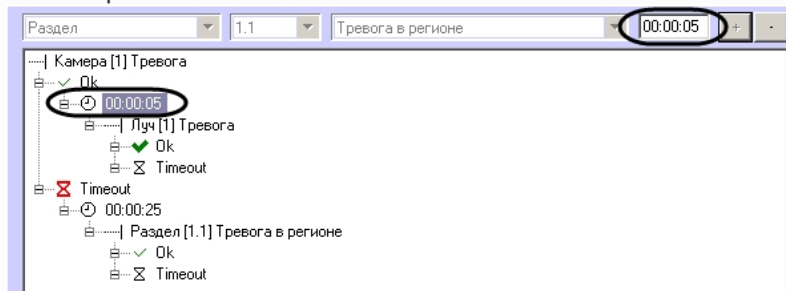 Раздел 1.1 Тревога в регионе 00:00:05 + -
Камера [1] Тревога
Ok
00:00:05
Луч [1] Тревога
Ok
Timeout
Timeout
00:00:25
Раздел [1.1] Тревога в регионе
Ok
Timeout